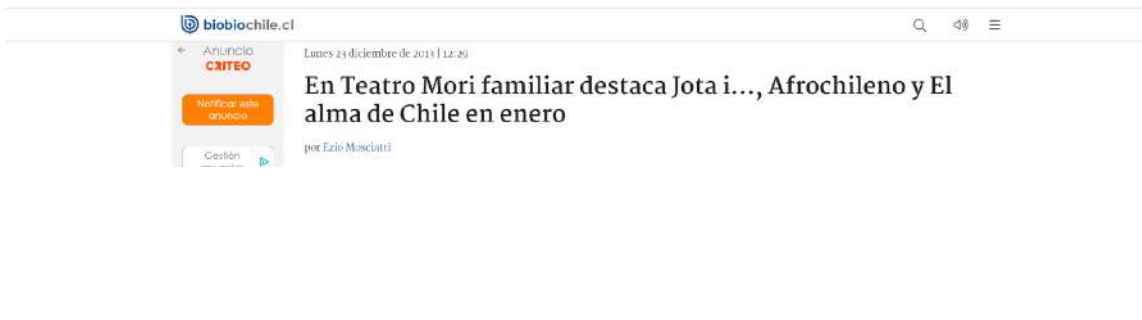 biobiochile.cl
Anuncio
CRITEO
Notificar este
anuncio
Gestión
Lunes 23 diciembre de 2013 | 12:29
En Teatro Mori familiar destaca Jota i..., Afrochileno y El
alma de Chile en enero
por Ezio Mosciatti